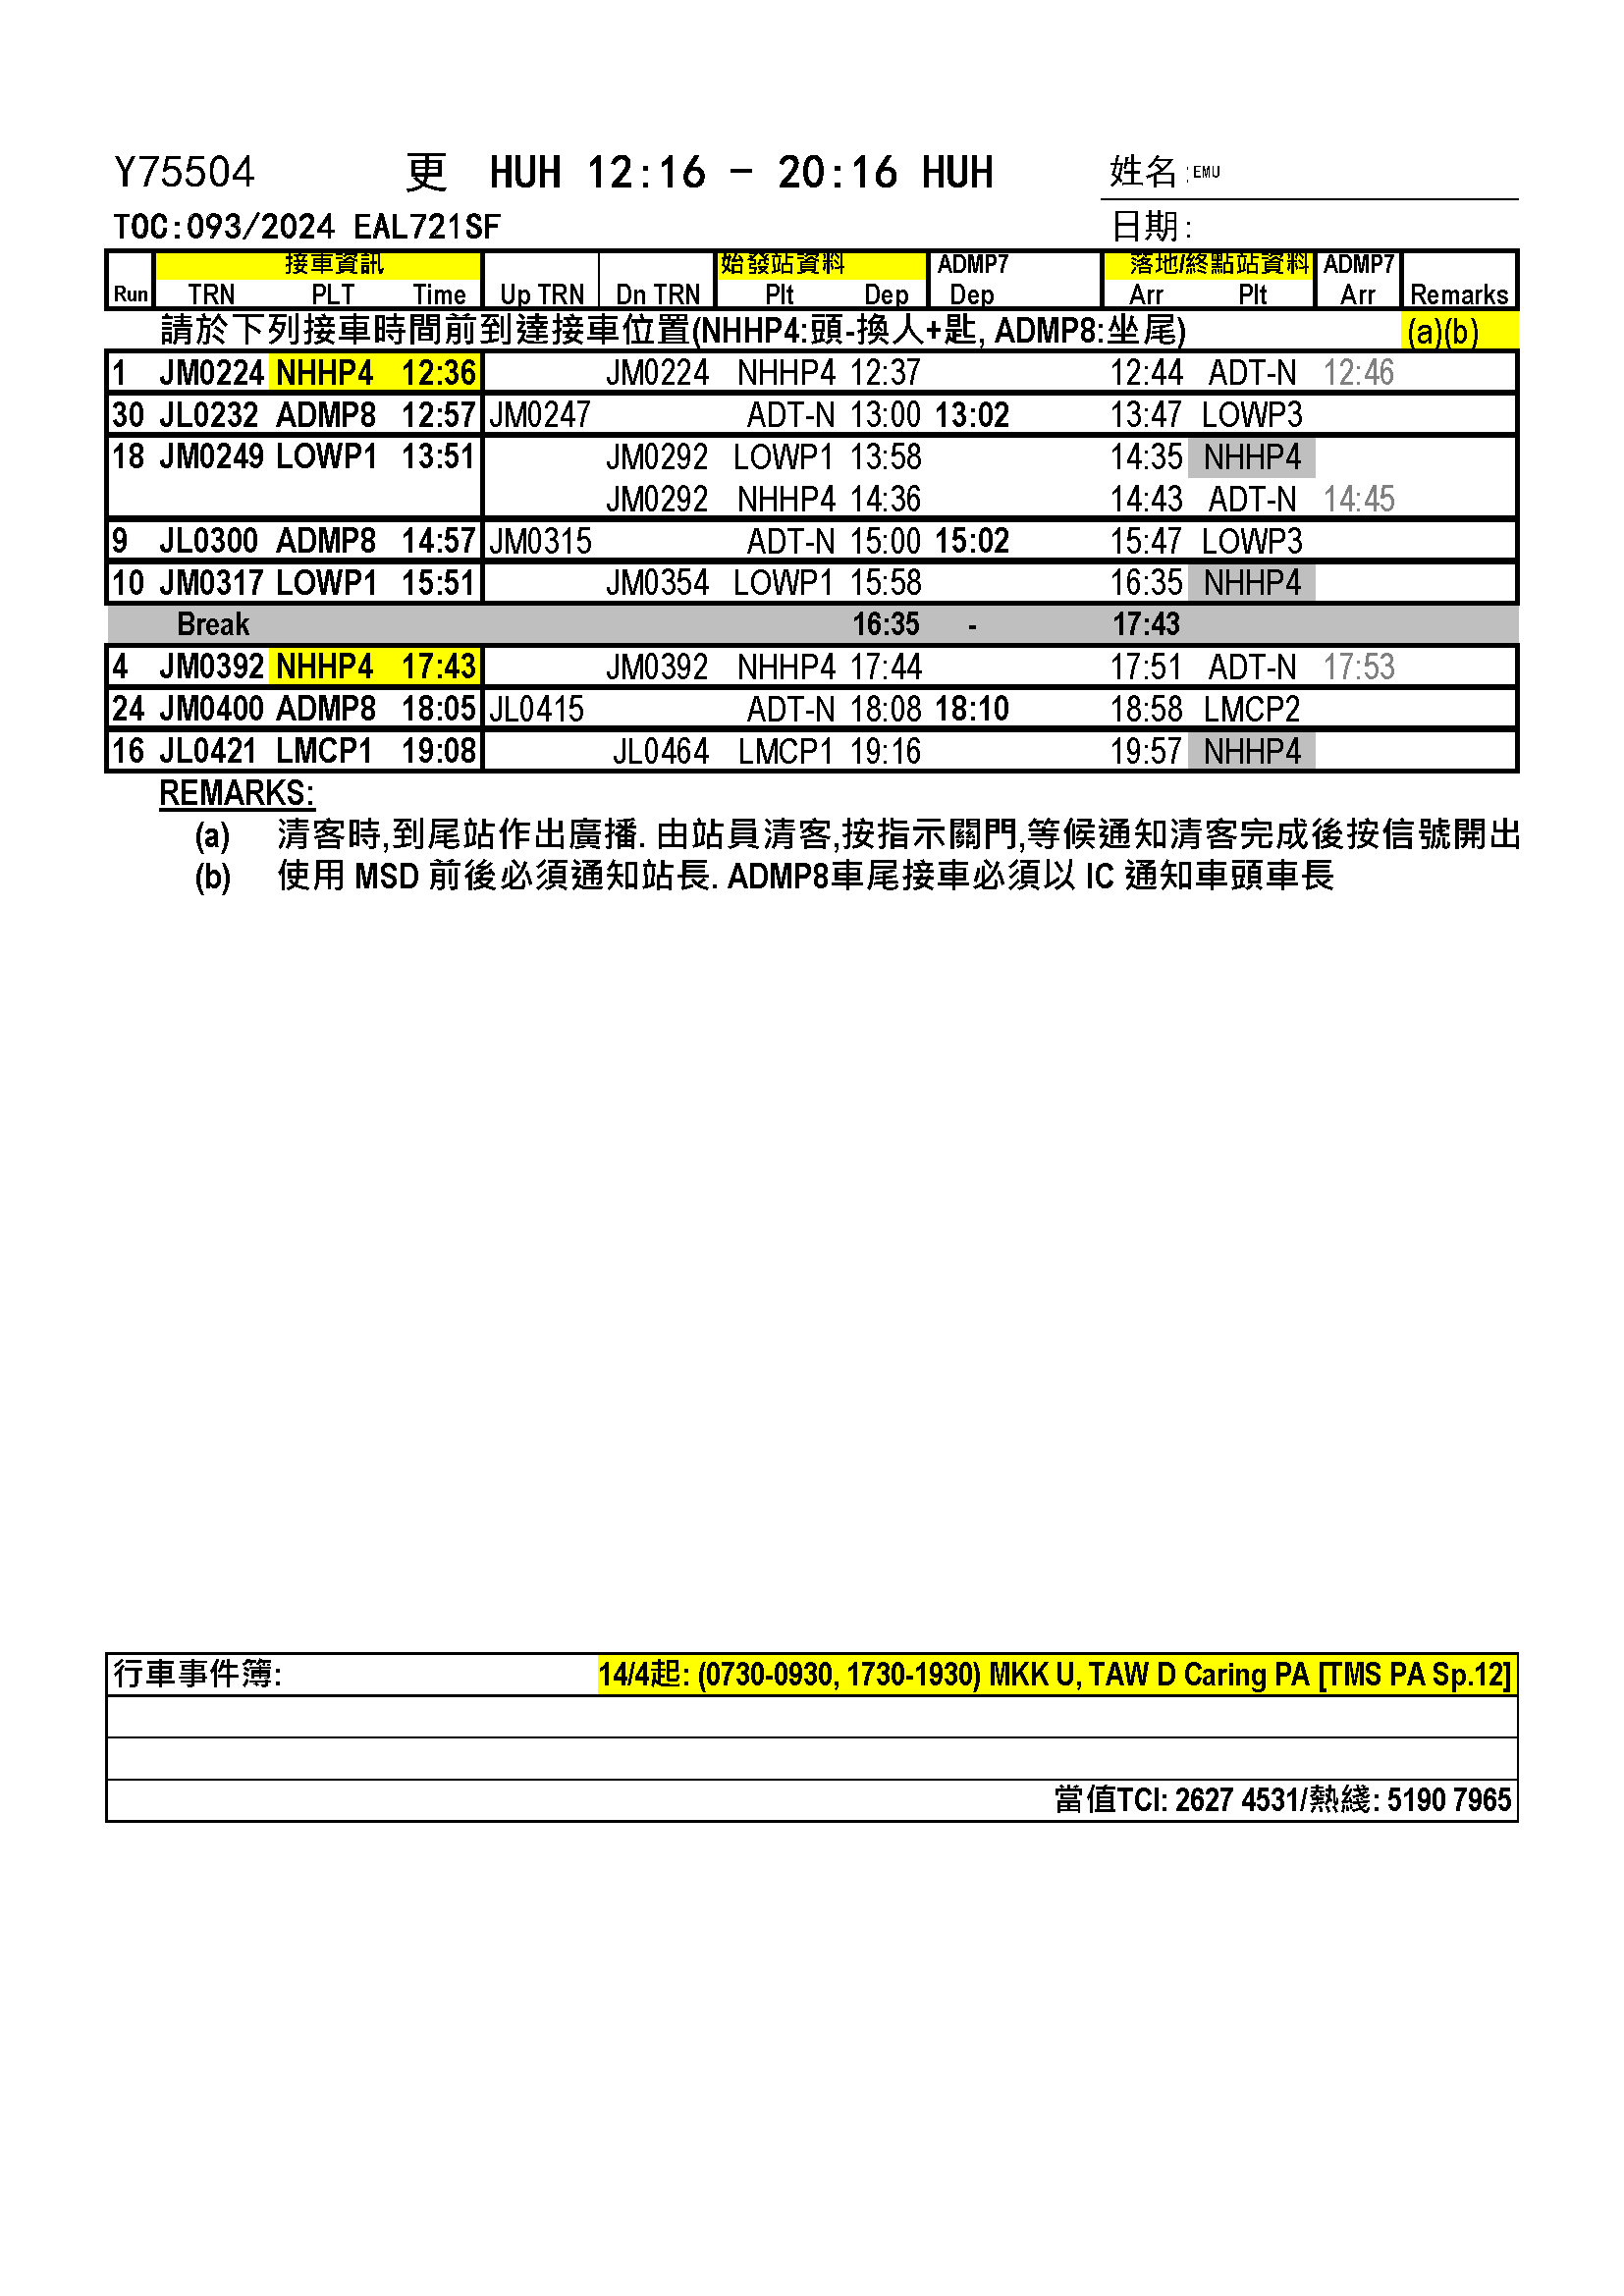 Y75504 更 HUH 12:16 - 20:16 HUH 姓名:EMU
TOC:093/2024 EAL721SF 日期:
接車資訊 始發站資料 ADMP7 落地/終點站資料 ADMP7
Run TRN PLT Time Up TRN Dn TRN Plt Dep Dep Arr Plt Arr Remarks
請於下列接車時間前到達接車位置(NHHP4:頭-換人+匙, ADMP8:坐尾) (a)(b)
1 JM0224 NHHP4 12:36 JM0224 NHHP4 12:37 12:44 ADT-N 12:46
30 JL0232 ADMP8 12:57 JM0247 ADT-N 13:00 13:02 13:47 LOWP3
18 JM0249 LOWP1 13:51 JM0292 LOWP1 13:58 14:35 NHHP4
JM0292 NHHP4 14:36 14:43 ADT-N 14:45
9 JL0300 ADMP8 14:57 JM0315 ADT-N 15:00 15:02 15:47 LOWP3
10 JM0317 LOWP1 15:51 JM0354 LOWP1 15:58 16:35 NHHP4
Break 16:35 - 17:43
4 JM0392 NHHP4 17:43 JM0392 NHHP4 17:44 17:51 ADT-N 17:53
24 JM0400 ADMP8 18:05 JL0415 ADT-N 18:08 18:10 18:58 LMCP2
16 JL0421 LMCP1 19:08 JL0464 LMCP1 19:16 19:57 NHHP4
REMARKS:
(a) 清客時,到尾站作出廣播. 由站員清客,按指示關門,等候通知清客完成後按信號開出
(b) 使用 MSD 前後必須通知站長. ADMP8車尾接車必須以 IC 通知車頭車長
行車事件簿: 14/4起: (0730-0930, 1730-1930) MKK U, TAW D Caring PA [TMS PA Sp.12]
當值TCI: 2627 4531/熱綫: 5190 7965